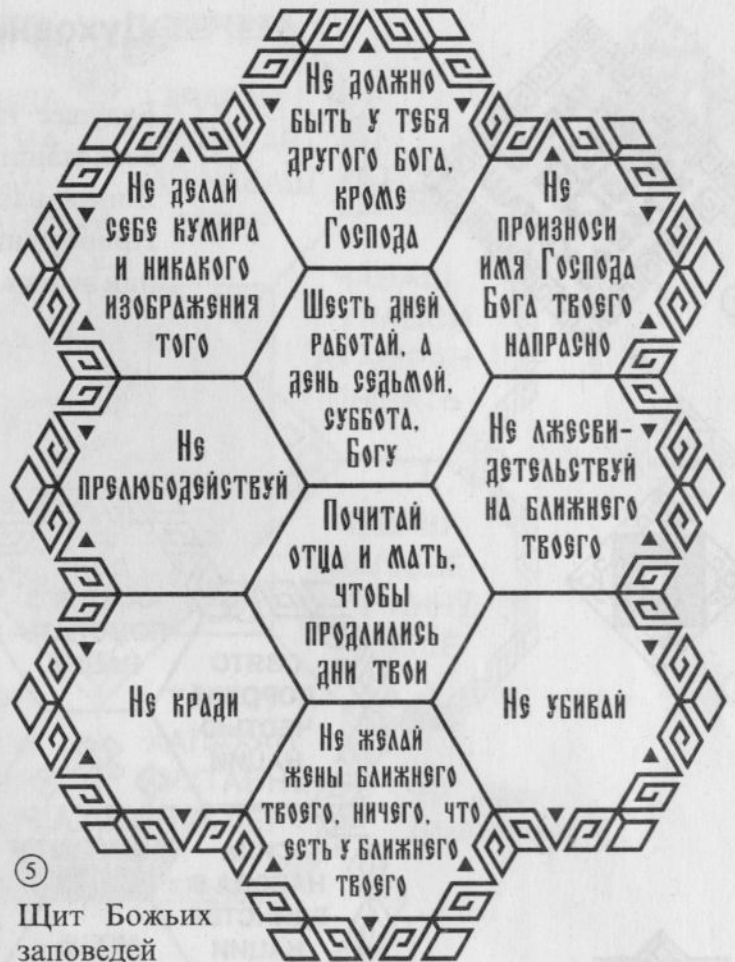 Не должно
быть у тебя
другого бога,
кроме
Господа
Не делай
себе кумира
и никакого
изображения
того
Не
произноси
имя Господа
Бога твоего
напрасно
Шесть дней
работай, а
день седьмой,
суббота,
Богу
Не
прелюбодействуй
Не лжесви-
детельствуй
на ближнего
твоего
Почитай
отца и мать,
чтобы
продлились
дни твои
Не кради
Не убивай
Не желай
жены ближнего
твоего, ничего, что
есть у ближнего
твоего
5
Щит Божьих
заповедей